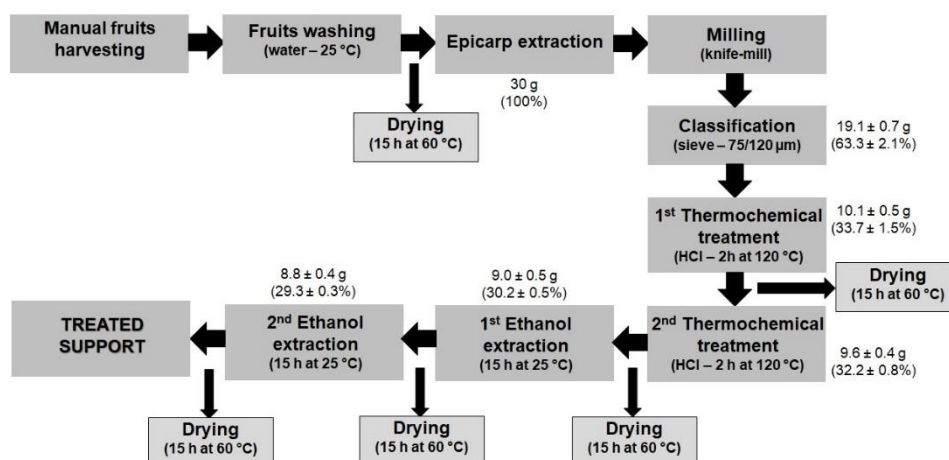 Manual fruits
harvesting
Fruits washing
(water – 25 °C)
Drying
(15 h at 60 °C)
Epicarp extraction
30 g
(100%)
Milling
(knife-mill)
Classification
(sieve – 75/120 µm)
19.1 ± 0.7 g
(63.3 ± 2.1%)
1st Thermochemical
treatment
(HCl – 2h at 120 °C)
10.1 ± 0.5 g
(33.7 ± 1.5%)
Drying
(15 h at 60 °C)
2nd Thermochemical
treatment
(HCl – 2 h at 120 °C)
9.6 ± 0.4 g
(32.2 ± 0.8%)
Drying
(15 h at 60 °C)
9.0 ± 0.5 g
(30.2 ± 0.5%)
1st Ethanol
extraction
(15 h at 25 °C)
Drying
(15 h at 60 °C)
8.8 ± 0.4 g
(29.3 ± 0.3%)
2nd Ethanol
extraction
(15 h at 25 °C)
Drying
(15 h at 60 °C)
TREATED
SUPPORT